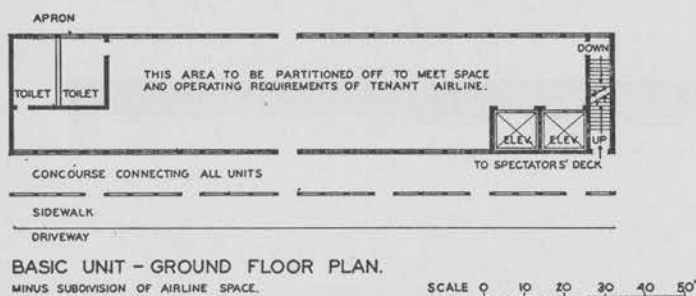 APRON
DOWN
THIS AREA TO BE PARTITIONED OFF TO MEET SPACE
AND OPERATING REQUIREMENTS OF TENANT AIRLINE.
TOILET TOILET
ELEV. ELEV. UP
TO SPECTATORS' DECK
CONCOURSE CONNECTING ALL UNITS
SIDEWALK
DRIVEWAY
BASIC UNIT - GROUND FLOOR PLAN.
MINUS SUBDIVISION OF AIRLINE SPACE.
SCALE 0 10 20 30 40 50